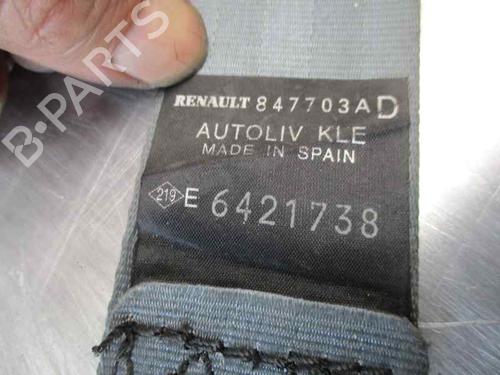 RENAULT 847703AD
AUTOLIV KLE
MADE IN SPAIN
219 E 6421738
B-PARTS